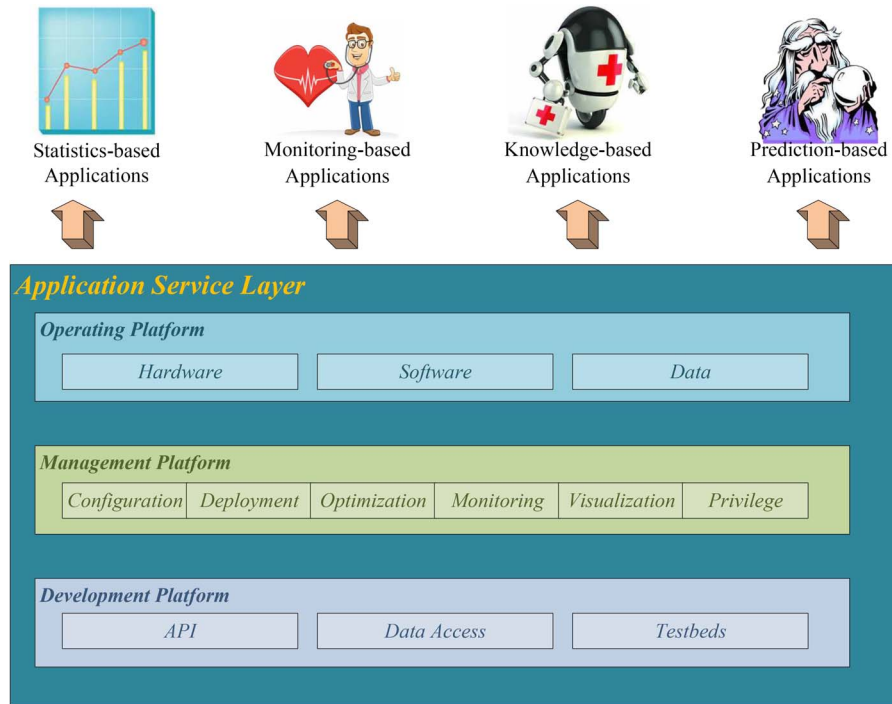 Statistics-based
Applications
Monitoring-based
Applications
Knowledge-based
Applications
Prediction-based
Applications
Application Service Layer
Operating Platform
Hardware
Software
Data
Management Platform
Configuration
Deployment
Optimization
Monitoring
Visualization
Privilege
Development Platform
API
Data Access
Testbeds